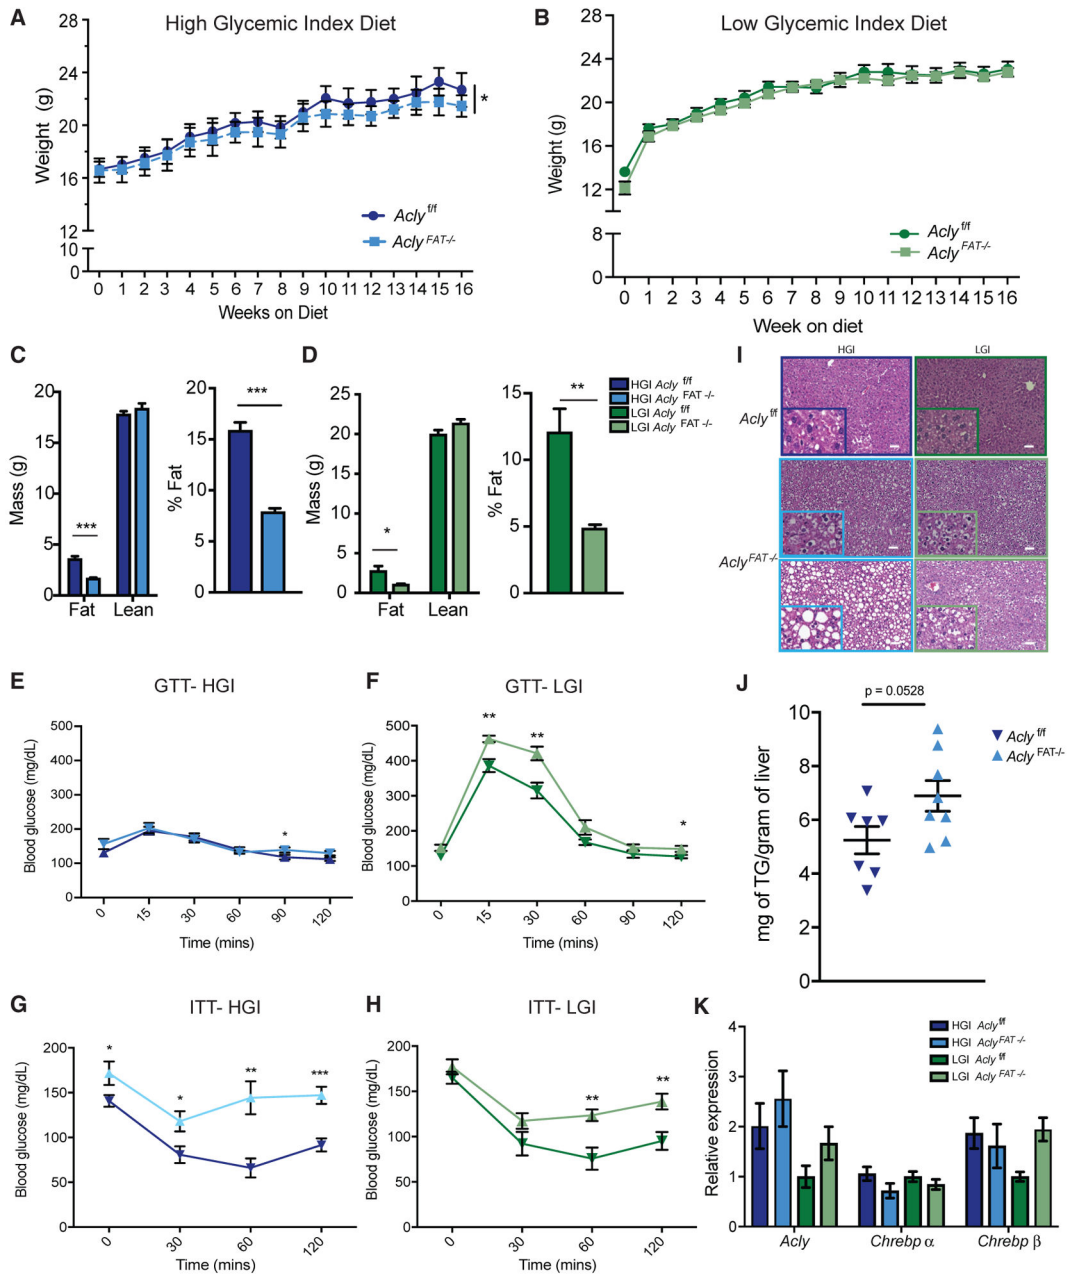 A
High Glycemic Index Diet
28
24
20
16
12
10
0
Weight (g)
*
Acly f/f
Acly FAT-/-
0 1 2 3 4 5 6 7 8 9 10 11 12 13 14 15 16
Weeks on Diet
B
Low Glycemic Index Diet
28
24
20
16
12
8
0
Weight (g)
Acly f/f
Acly FAT-/-
0 1 2 3 4 5 6 7 8 9 10 11 12 13 14 15 16
Week on diet
C
20
15
10
5
0
Mass (g)
***
Fat Lean
20
15
10
5
0
% Fat
***
D
25
20
15
10
5
0
Mass (g)
*
Fat Lean
15
10
5
0
% Fat
**
HGI Acly f/f
HGI Acly FAT -/-
LGI Acly f/f
LGI Acly FAT -/-
I
HGI LGI
Acly f/f
Acly FAT -/-
E
GTT- HGI
500
400
300
200
100
0
Blood glucose (mg/dL)
*
0 15 30 60 90 120
Time (mins)
F
GTT- LGI
500
400
300
200
100
0
Blood glucose (mg/dL)
** ** *
0 15 30 60 90 120
Time (mins)
J
p = 0.0528
10
8
6
4
2
0
mg of TG/gram of liver
Acly f/f
Acly FAT-/-
G
ITT- HGI
200
150
100
50
0
Blood glucose (mg/dL)
* * ** ***
0 30 60 120
Time (mins)
H
ITT- LGI
200
150
100
50
0
Blood glucose (mg/dL)
** **
0 30 60 120
Time (mins)
K
4
3
2
1
0
Relative expression
HGI Acly f/f
HGI Acly FAT -/-
LGI Acly f/f
LGI Acly FAT -/-
Acly Chrebp α Chrebp β